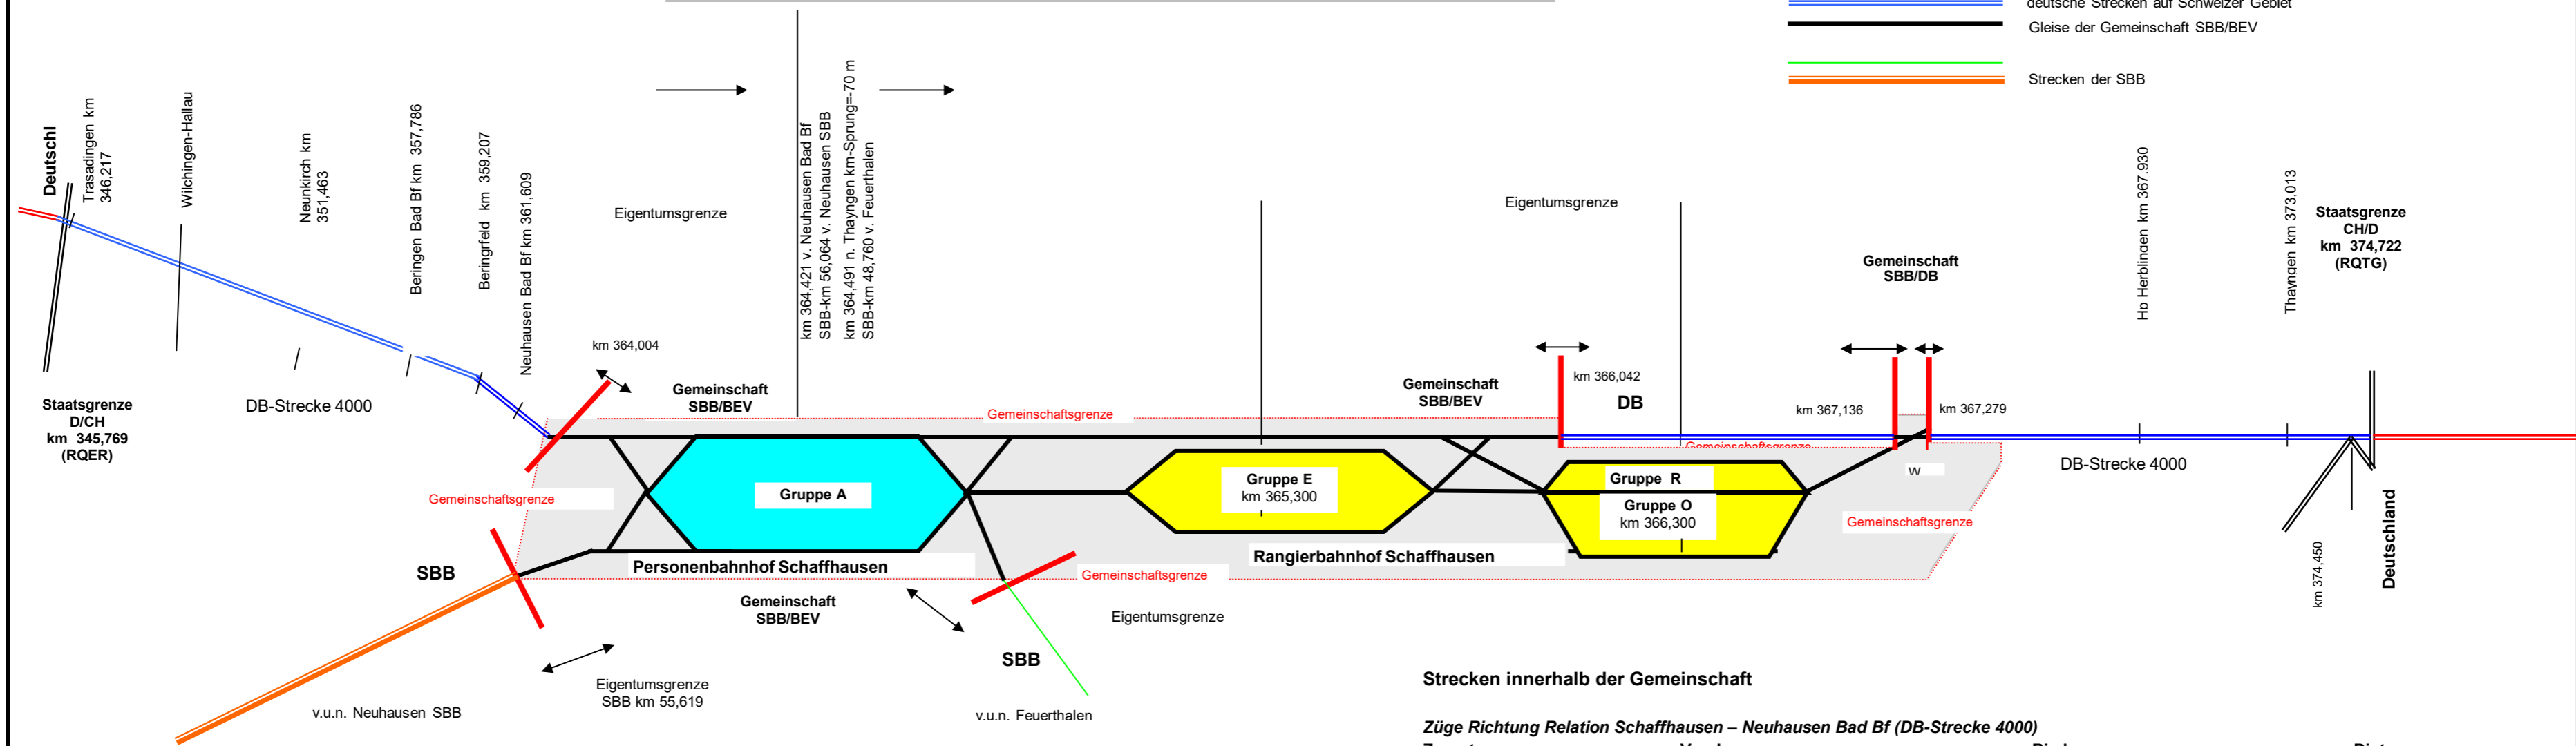 deutsche Strecken auf Schweizer Gebiet
Gleise der Gemeinschaft SBB/BEV
Strecken der SBB
Deutschl
Trasadingen km
346,217
Wilchingen-Hallau
Neunkirch km
351,463
Beringen Bad Bf km 357,786
Beringrfeld km 359,207
Neuhausen Bad Bf km 361,609
Eigentumsgrenze
km 364,421 v. Neuhausen Bad Bf
SBB-km 56,064 v. Neuhausen SBB
km 364,491 n. Thayngen km-Sprung=-70 m
SBB-km 48,760 v. Feuerthalen
Eigentumsgrenze
Gemeinschaft
SBB/DB
Hp Herblingen km 367.930
Thayngen km 373,013
Staatsgrenze
CH/D
km 374,722
(RQTG)
km 364,004
Gemeinschaft
SBB/BEV
Gemeinschaftsgrenze
Gemeinschaft
SBB/BEV
km 366,042
DB
km 367,136
km 367,279
Staatsgrenze
D/CH
km 345,769
(RQER)
DB-Strecke 4000
Gemeinschaftsgrenze
Gemeinschaftsgrenze
Gruppe A
Gruppe E
km 365,300
Gruppe R
Gruppe O
km 366,300
W
DB-Strecke 4000
Gemeinschaftsgrenze
Deutschland
km 374,450
SBB
Personenbahnhof Schaffhausen
Rangierbahnhof Schaffhausen
Gemeinschaftsgrenze
Gemeinschaft
SBB/BEV
Eigentumsgrenze
SBB
Eigentumsgrenze
SBB km 55,619
v.u.n. Neuhausen SBB
v.u.n. Feuerthalen
Strecken innerhalb der Gemeinschaft
Züge Richtung Relation Schaffhausen – Neuhausen Bad Bf (DB-Strecke 4000)